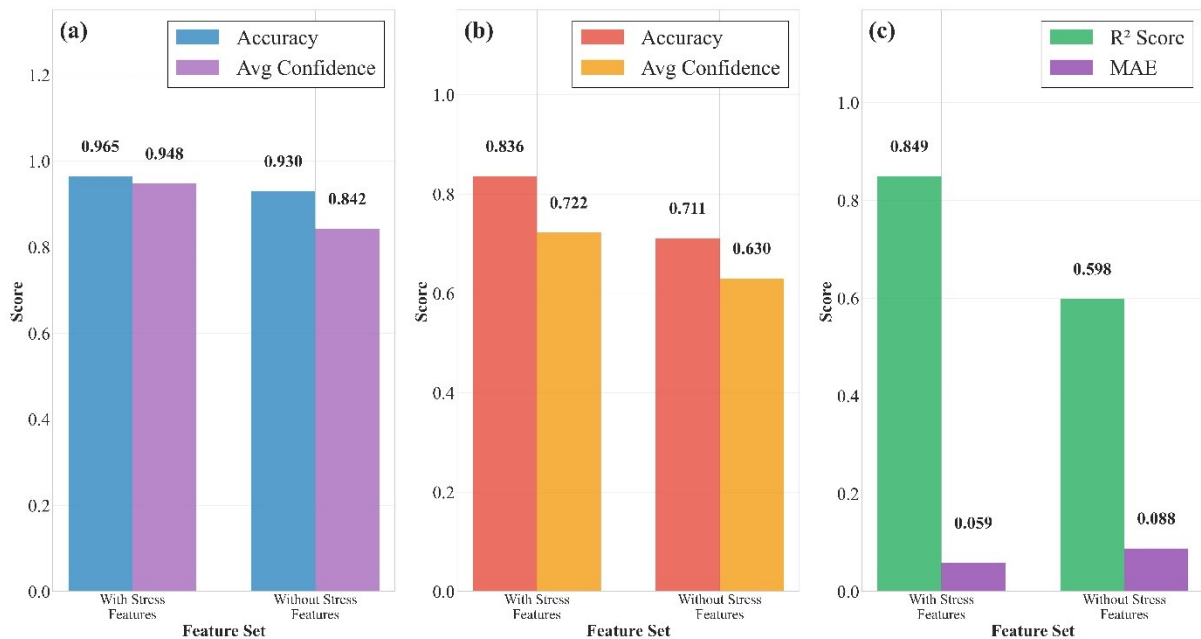 (a)
Accuracy
Avg Confidence
1.2
1.0
0.8
0.6
0.4
0.2
0.0
Score
0.965
0.948
0.930
0.842
With Stress
Features
Without Stress
Features
Feature Set
(b)
Accuracy
Avg Confidence
1.0
0.8
0.6
0.4
0.2
0.0
Score
0.836
0.722
0.711
0.630
With Stress
Features
Without Stress
Features
Feature Set
(c)
R² Score
MAE
1.0
0.8
0.6
0.4
0.2
0.0
Score
0.849
0.059
0.598
0.088
With Stress
Features
Without Stress
Features
Feature Set